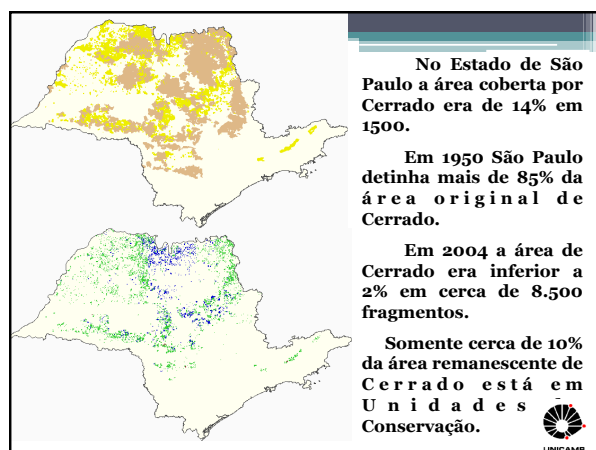 No Estado de São
Paulo a área coberta por
Cerrado era de 14% em
1500.
Em 1950 São Paulo
detinha mais de 85% da
área original de
Cerrado.
Em 2004 a área de
Cerrado era inferior a
2% em cerca de 8.500
fragmentos.
Somente cerca de 10%
da área remanescente de
Cerrado está em
Unidades
Conservação.
UNICAMP